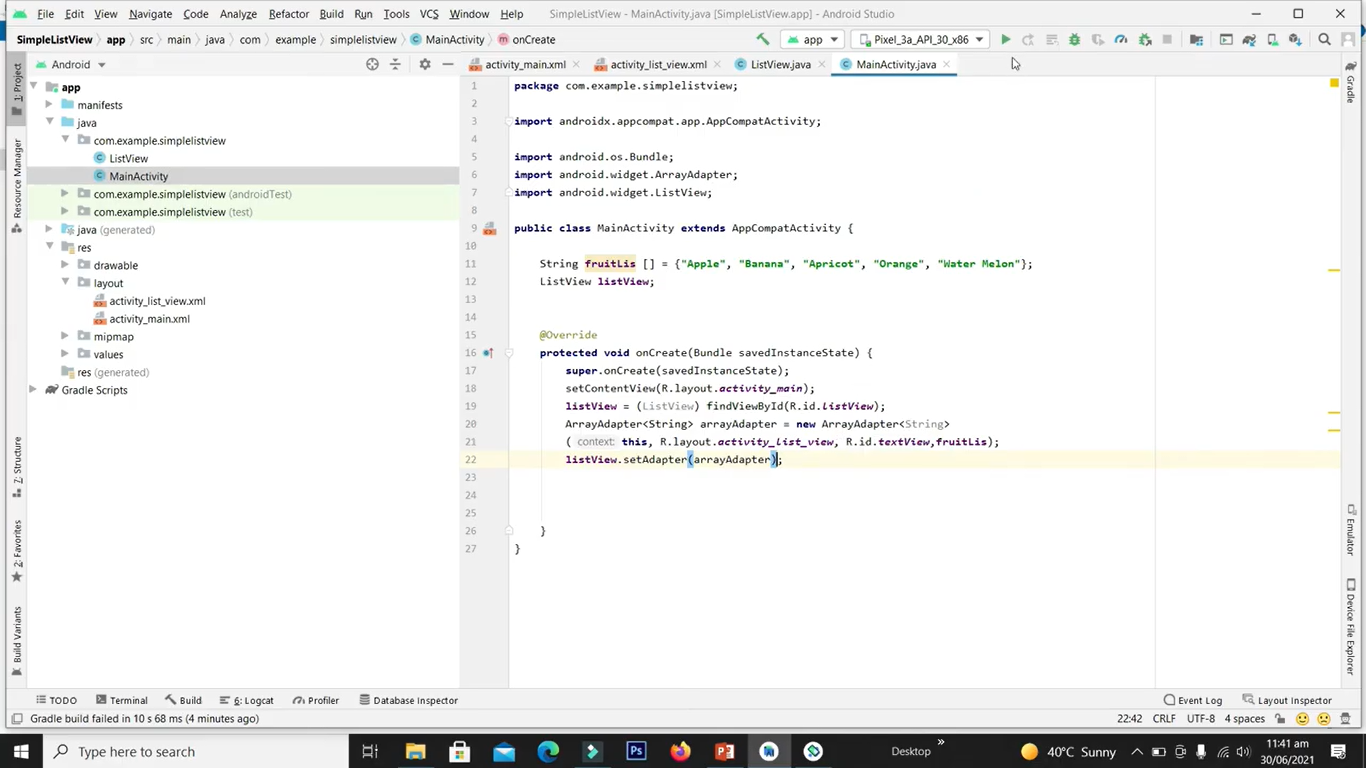 File Edit View Navigate Code Analyze Refactor Build Run Tools VCS Window Help SimpleListView - MainActivity.java [SimpleListView.app] - Android Studio
SimpleListView app src main java com example simplelistview MainActivity onCreate app Pixel_3a_API_30_x86
Android activity_main.xml activity_list_view.xml ListView.java MainActivity.java
1: Project
Resource Manager
7: Structure
2: Favorites
Build Variants
app
manifests
java
com.example.simplelistview
ListView
MainActivity
com.example.simplelistview (androidTest)
com.example.simplelistview (test)
java (generated)
res
drawable
layout
activity_list_view.xml
activity_main.xml
mipmap
values
res (generated)
Gradle Scripts
1 package com.example.simplelistview;
2
3 import androidx.appcompat.app.AppCompatActivity;
4
5 import android.os.Bundle;
6 import android.widget.ArrayAdapter;
7 import android.widget.ListView;
8
9 public class MainActivity extends AppCompatActivity {
10
11 String fruitLis [] = {"Apple", "Banana", "Apricot", "Orange", "Water Melon"};
12 ListView listView;
13
14
15 @Override
16 protected void onCreate(Bundle savedInstanceState) {
17 super.onCreate(savedInstanceState);
18 setContentView(R.layout.activity_main);
19 listView = (ListView) findViewById(R.id.listView);
20 ArrayAdapter<String> arrayAdapter = new ArrayAdapter<String>
21 ( context: this, R.layout.activity_list_view, R.id.textView,fruitLis);
22 listView.setAdapter(arrayAdapter);
23
24
25
26 }
27 }
Gradle
Emulator
Device File Explorer
TODO Terminal Build 6: Logcat Profiler Database Inspector Event Log Layout Inspector
Gradle build failed in 10 s 68 ms (4 minutes ago) 22:42 CRLF UTF-8 4 spaces
Type here to search Desktop 40°C Sunny 11:41 am
30/06/2021